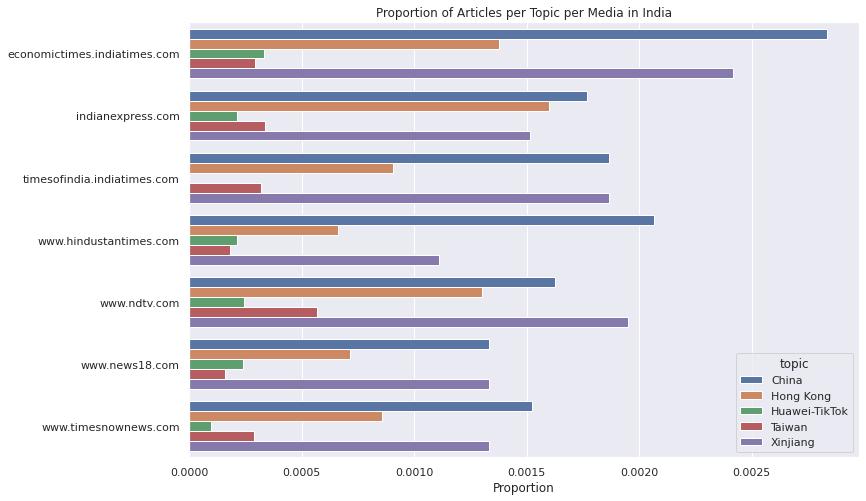 Proportion of Articles per Topic per Media in India
economictimes.indiatimes.com
indianexpress.com
timesofindia.indiatimes.com
www.hindustantimes.com
www.ndtv.com
www.news18.com
www.timesnownews.com
topic
China
Hong Kong
Huawei-TikTok
Taiwan
Xinjiang
0.0000 0.0005 0.0010 0.0015 0.0020 0.0025
Proportion